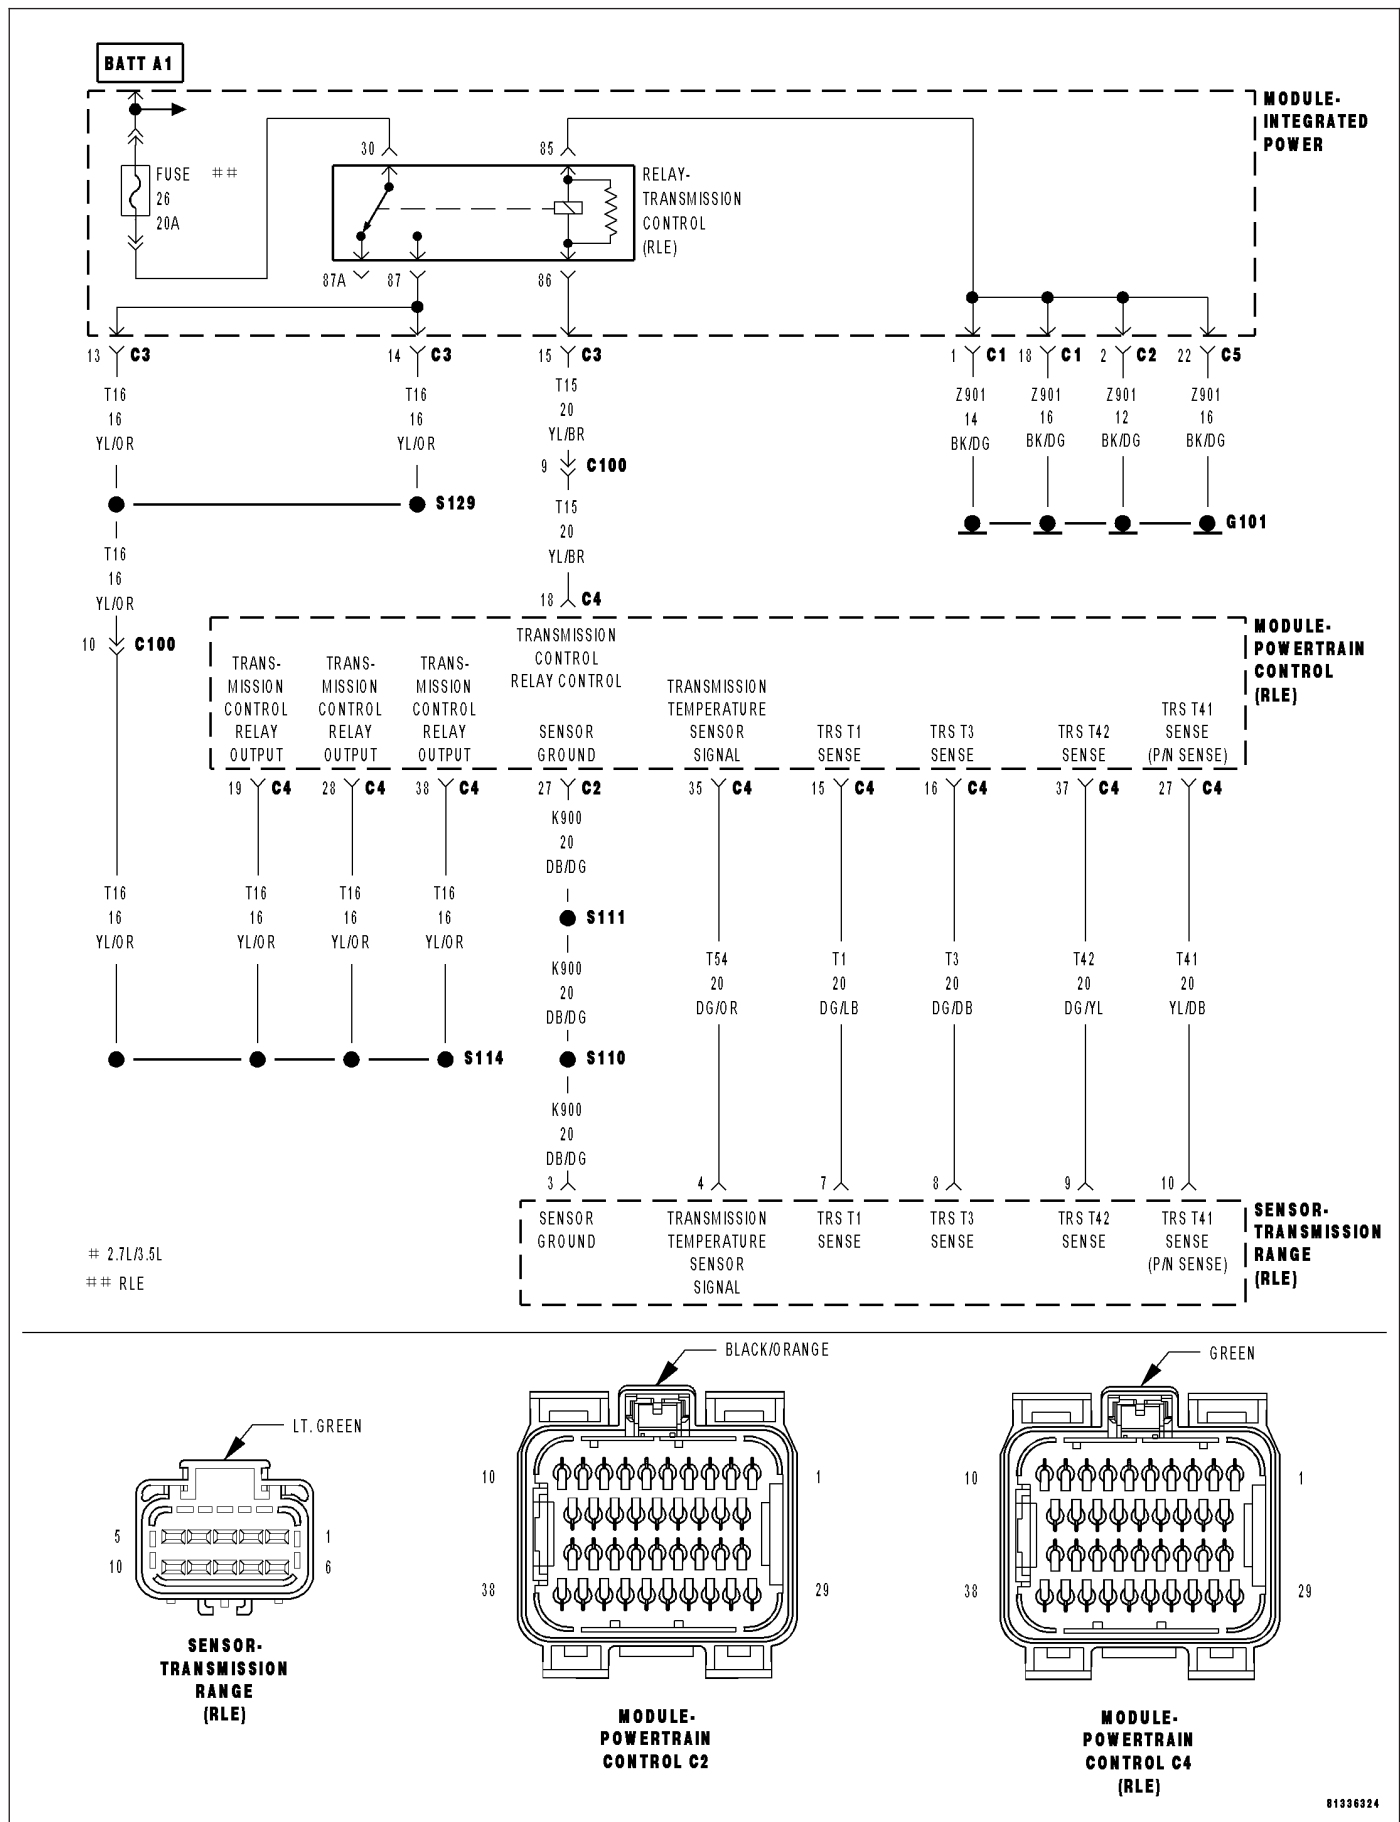 BATT A1
MODULE-
INTEGRATED
POWER
FUSE ##
26
20A
30
85
RELAY-
TRANSMISSION
CONTROL
(RLE)
87A
87
86
13 C3
14 C3
15 C3
1 C1
18 C1
2 C2
22 C5
T16
16
YL/OR
T16
16
YL/OR
T15
20
YL/BR
Z901
14
BK/DG
Z901
16
BK/DG
Z901
12
BK/DG
Z901
16
BK/DG
9 C100
S129
G101
T16
16
YL/OR
T15
20
YL/BR
18 C4
10 C100
MODULE-
POWERTRAIN
CONTROL
(RLE)
TRANS-
MISSION
CONTROL
RELAY
OUTPUT
TRANS-
MISSION
CONTROL
RELAY
OUTPUT
TRANS-
MISSION
CONTROL
RELAY
OUTPUT
TRANSMISSION
CONTROL
RELAY CONTROL
SENSOR
GROUND
TRANSMISSION
TEMPERATURE
SENSOR
SIGNAL
TRS T1
SENSE
TRS T3
SENSE
TRS T42
SENSE
TRS T41
SENSE
(P/N SENSE)
19 C4
28 C4
38 C4
27 C2
35 C4
15 C4
16 C4
37 C4
27 C4
K900
20
DB/DG
T16
16
YL/OR
T16
16
YL/OR
T16
16
YL/OR
T16
16
YL/OR
S111
K900
20
DB/DG
T54
20
DG/OR
T1
20
DG/LB
T3
20
DG/DB
T42
20
DG/YL
T41
20
YL/DB
S114
S110
K900
20
DB/DG
3
4
7
8
9
10
SENSOR
GROUND
TRANSMISSION
TEMPERATURE
SENSOR
SIGNAL
TRS T1
SENSE
TRS T3
SENSE
TRS T42
SENSE
TRS T41
SENSE
(P/N SENSE)
SENSOR-
TRANSMISSION
RANGE
(RLE)
# 2.7L/3.5L
## RLE
LT. GREEN
5
1
10
6
SENSOR-
TRANSMISSION
RANGE
(RLE)
BLACK/ORANGE
10
1
38
29
MODULE-
POWERTRAIN
CONTROL C2
GREEN
10
1
38
29
MODULE-
POWERTRAIN
CONTROL C4
(RLE)
81336324